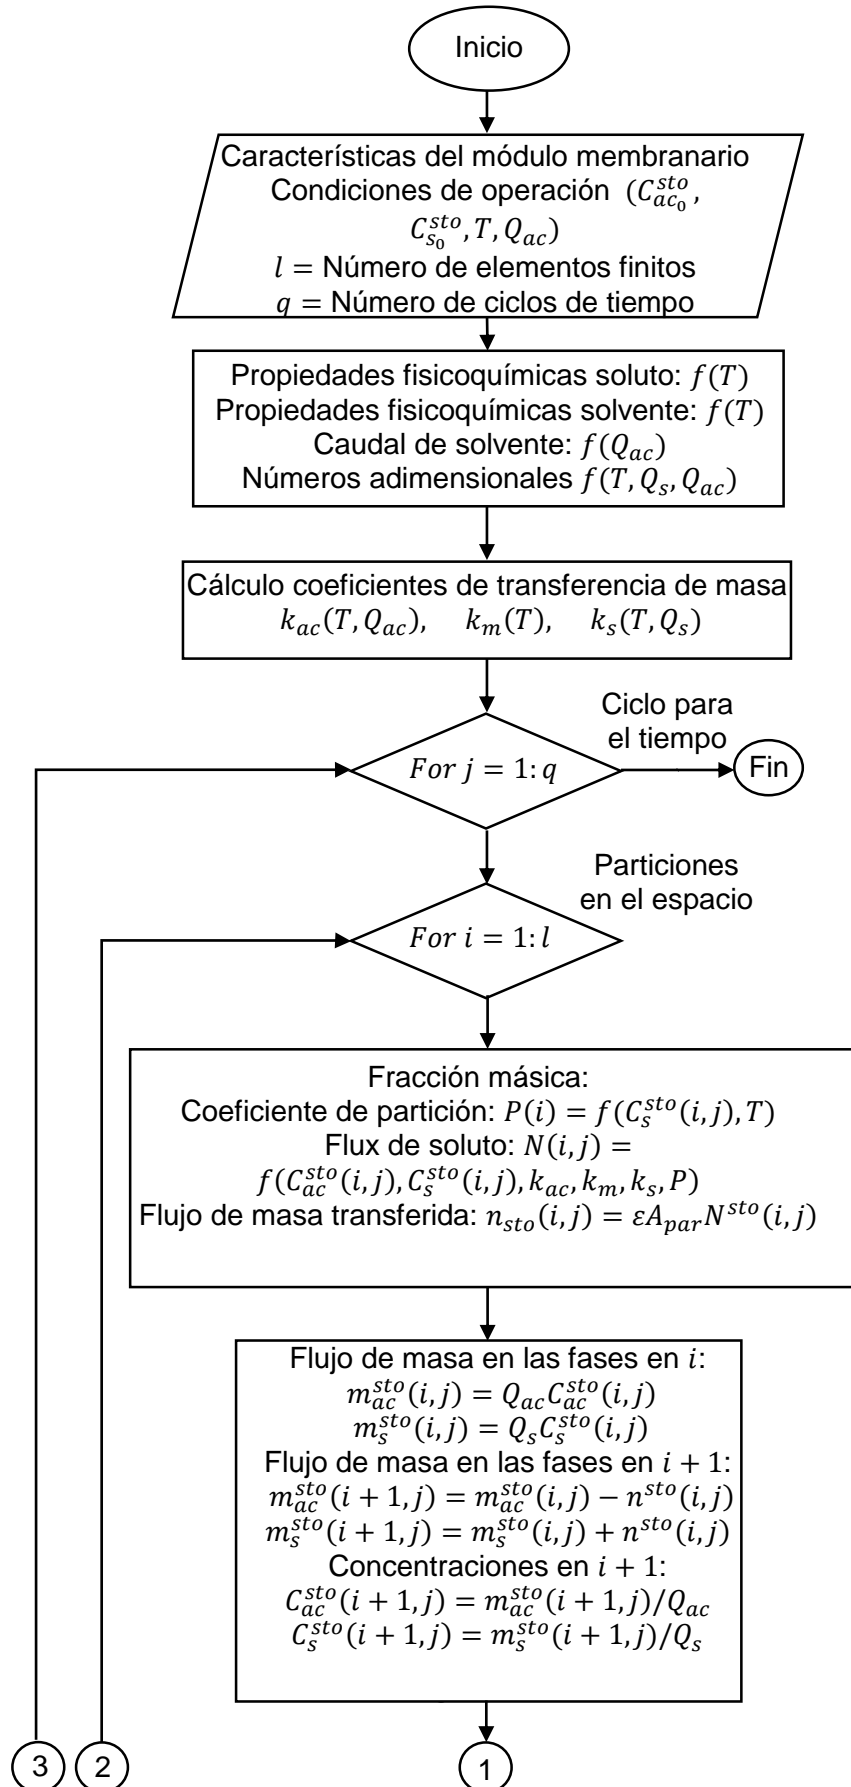 Inicio
Características del módulo membranario
Condiciones de operación $(C_{ac_0}^{sto},$
$C_{s_0}^{sto}, T, Q_{ac})$
$l =$ Número de elementos finitos
$q =$ Número de ciclos de tiempo
Propiedades fisicoquímicas soluto: $f(T)$
Propiedades fisicoquímicas solvente: $f(T)$
Caudal de solvente: $f(Q_{ac})$
Números adimensionales $f(T, Q_s, Q_{ac})$
Cálculo coeficientes de transferencia de masa
$k_{ac}(T, Q_{ac}), \quad k_m(T), \quad k_s(T, Q_s)$
Ciclo para
el tiempo
$For\ j = 1: q$
Fin
Particiones
en el espacio
$For\ i = 1: l$
Fracción másica:
Coeficiente de partición: $P(i) = f(C_s^{sto}(i,j), T)$
Flux de soluto: $N(i,j) =$
$f(C_{ac}^{sto}(i,j), C_s^{sto}(i,j), k_{ac}, k_m, k_s, P)$
Flujo de masa transferida: $n_{sto}(i,j) = \varepsilon A_{par} N^{sto}(i,j)$
Flujo de masa en las fases en $i$:
$m_{ac}^{sto}(i,j) = Q_{ac} C_{ac}^{sto}(i,j)$
$m_s^{sto}(i,j) = Q_s C_s^{sto}(i,j)$
Flujo de masa en las fases en $i + 1$:
$m_{ac}^{sto}(i + 1,j) = m_{ac}^{sto}(i,j) - n^{sto}(i,j)$
$m_s^{sto}(i + 1,j) = m_s^{sto}(i,j) + n^{sto}(i,j)$
Concentraciones en $i + 1$:
$C_{ac}^{sto}(i + 1,j) = m_{ac}^{sto}(i + 1,j)/Q_{ac}$
$C_s^{sto}(i + 1,j) = m_s^{sto}(i + 1,j)/Q_s$
3 2 1